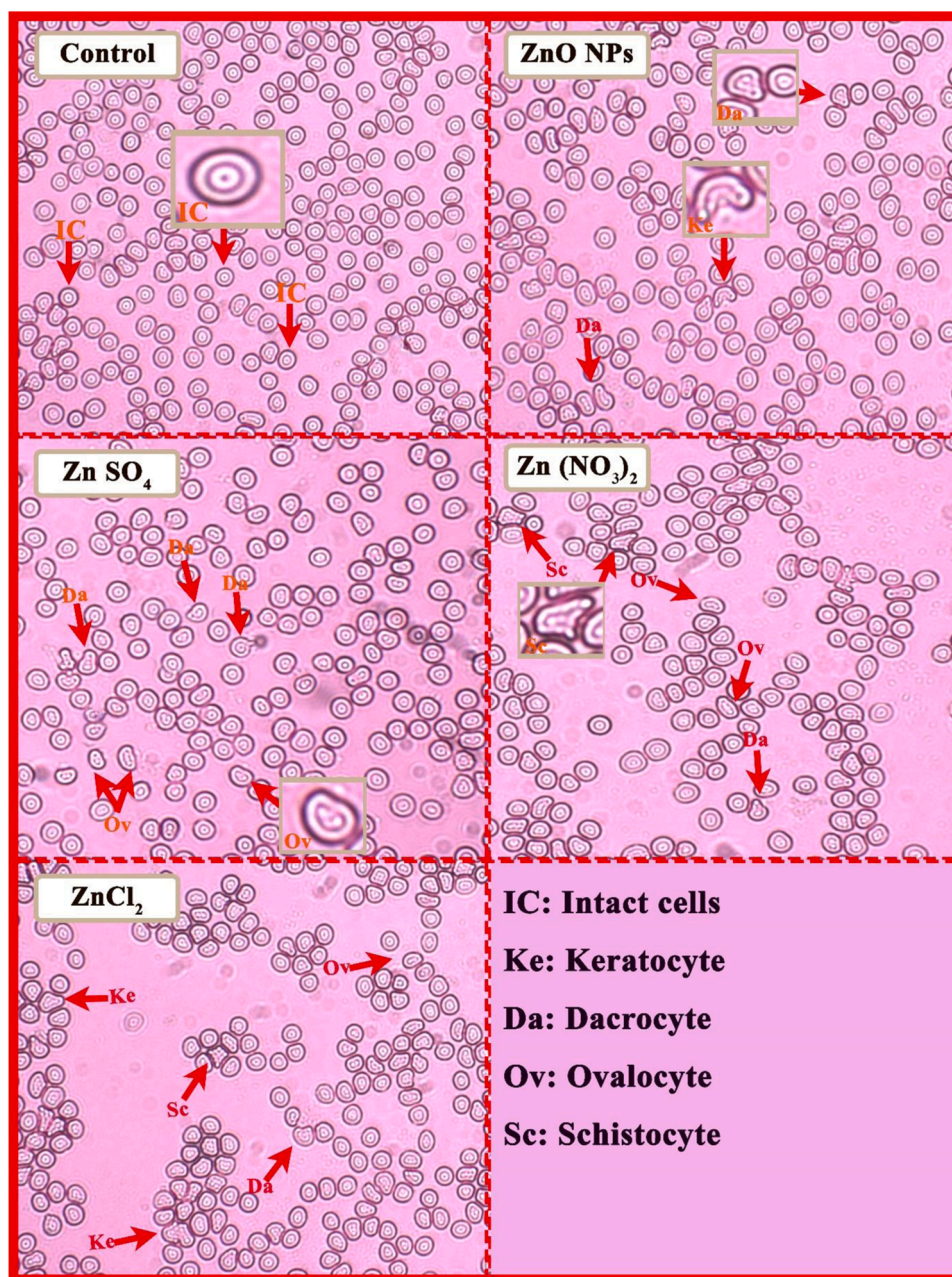 Control
IC
IC
IC
ZnO NPs
Da
Ke
Da
Zn SO₄
Da
Da
Da
Ov
Ov
Zn (NO₃)₂
Sc
Ov
Sc
Ov
Da
ZnCl₂
Ov
Ke
Sc
Da
Ke
IC: Intact cells
Ke: Keratocyte
Da: Dacrocyte
Ov: Ovalocyte
Sc: Schistocyte